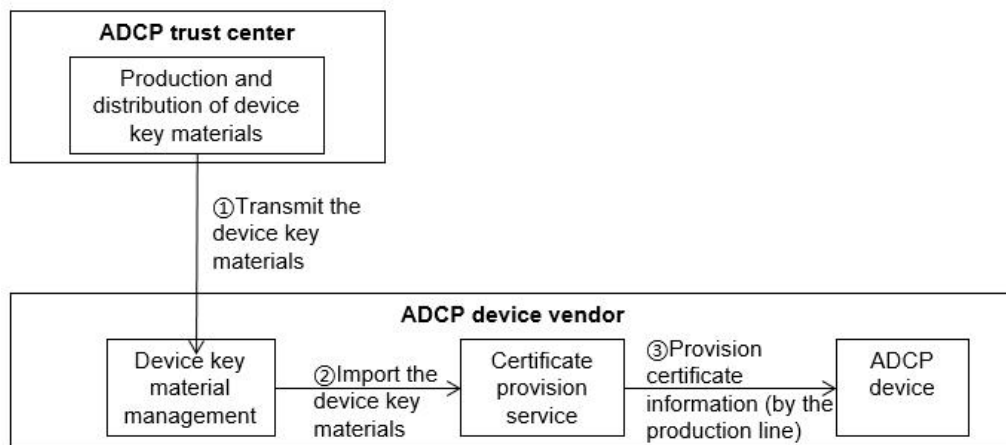 ADCP trust center
Production and
distribution of device
key materials
①Transmit the
device key
materials
ADCP device vendor
Device key
material
management
②Import the
device key
materials
Certificate
provision
service
③Provision
certificate
information (by the
production line)
ADCP
device